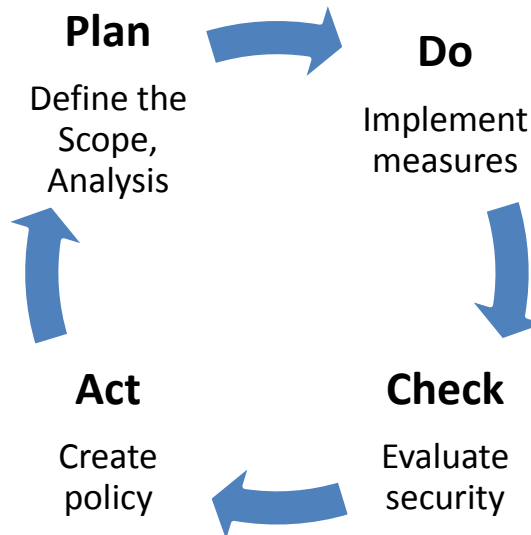 Plan
Define the
Scope,
Analysis
Do
Implement
measures
Check
Evaluate
security
Act
Create
policy